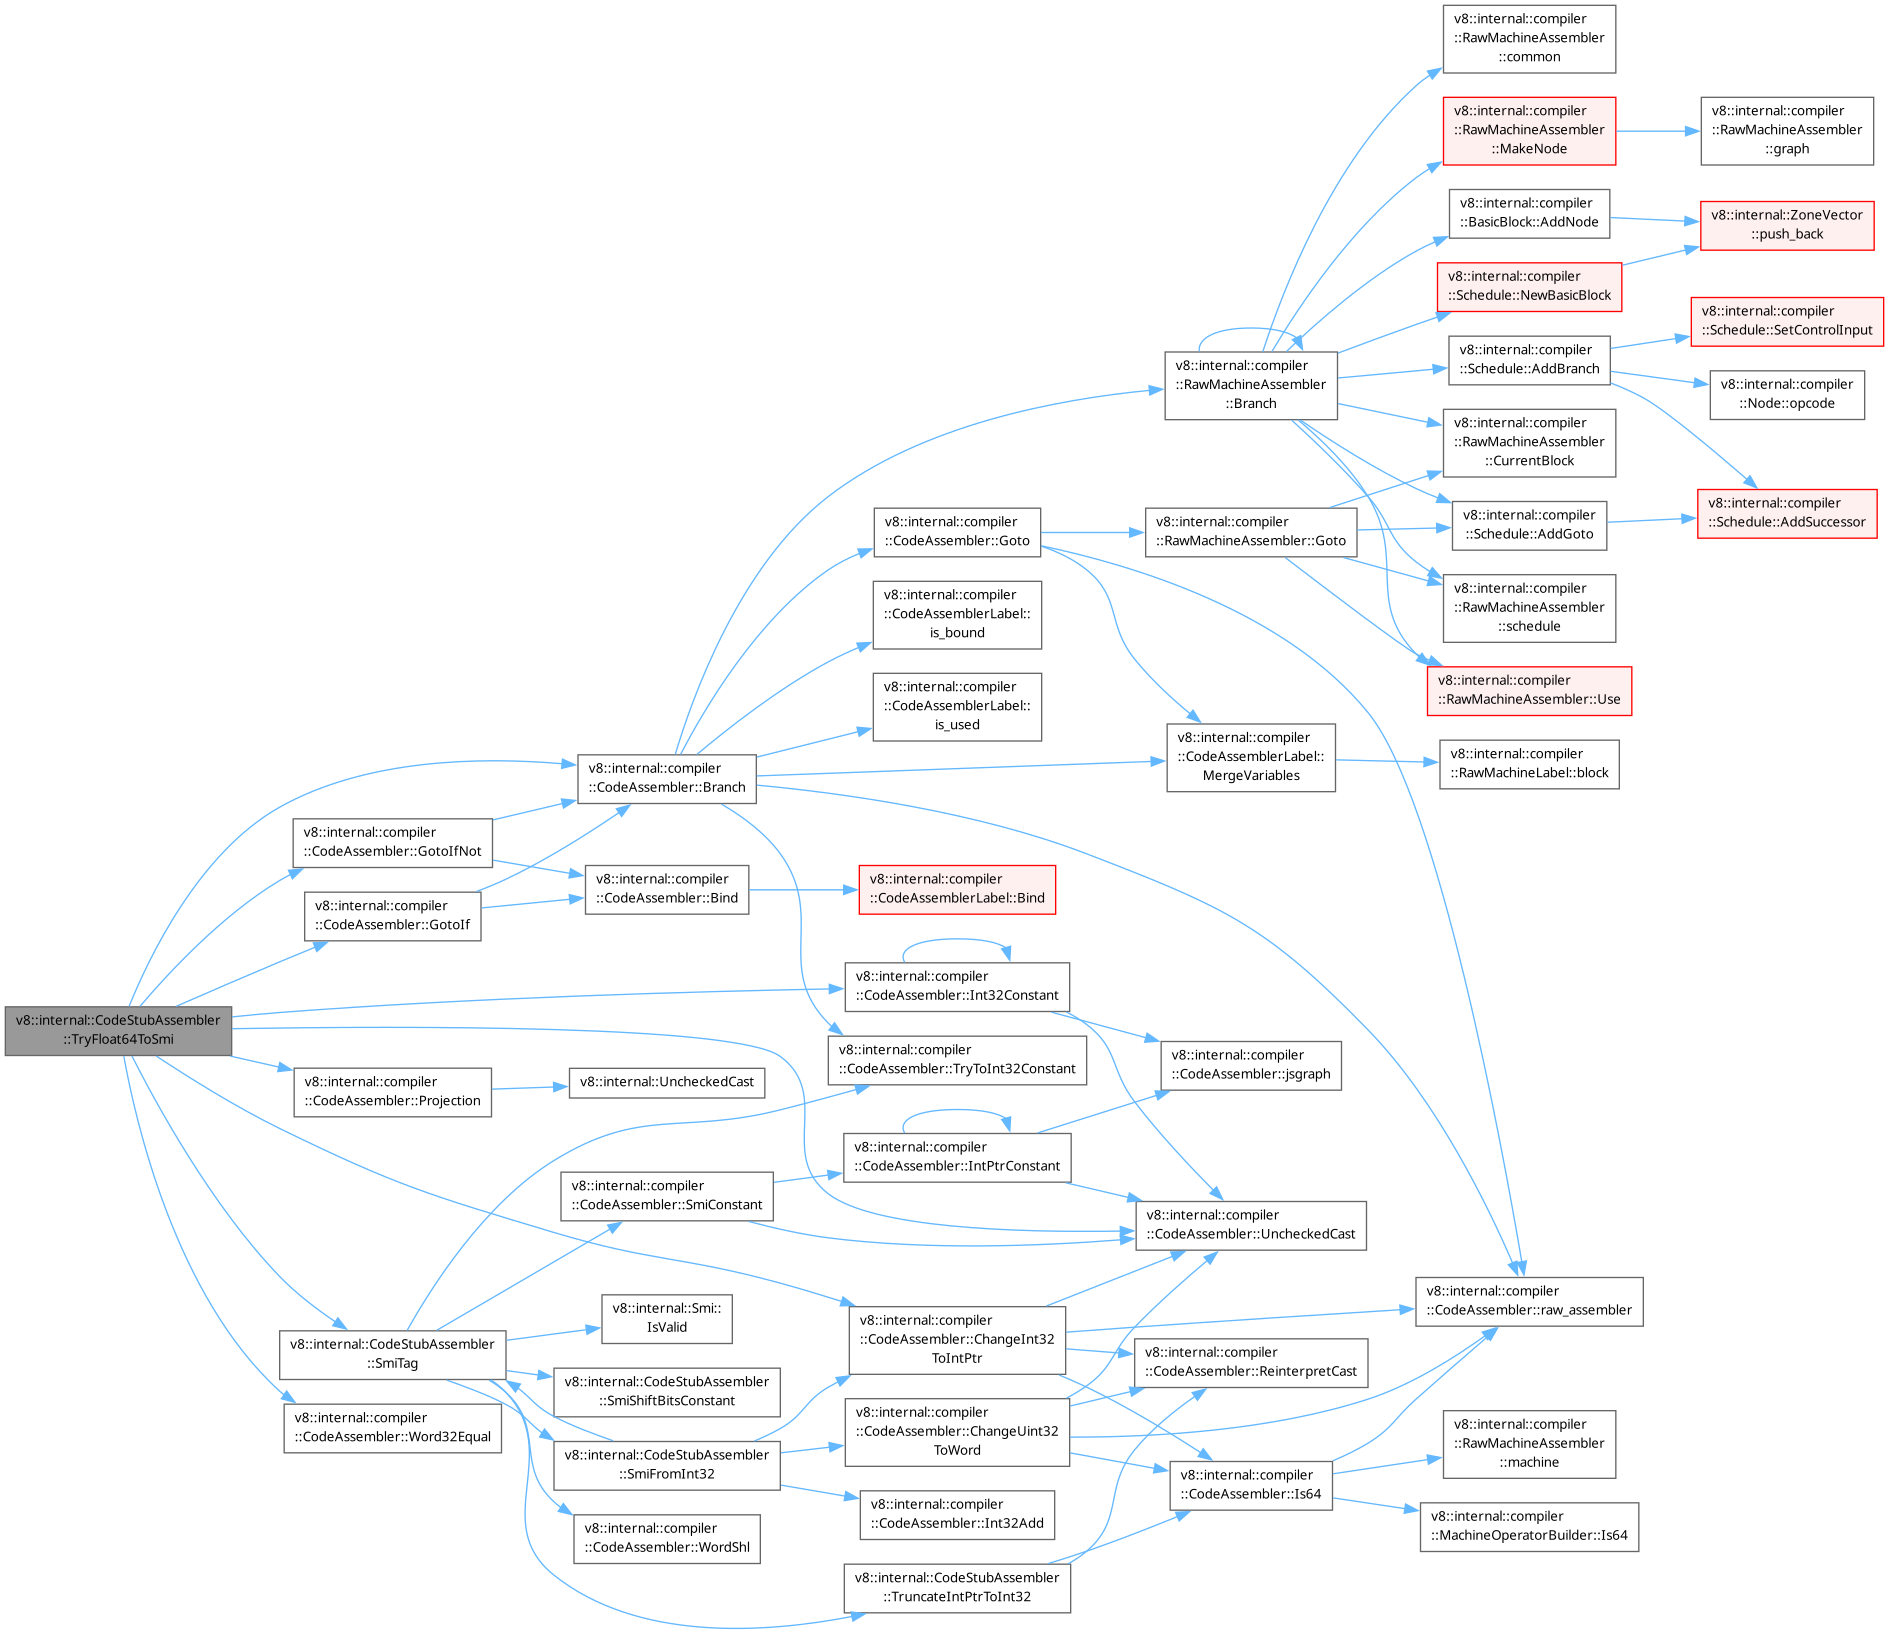 v8::internal::CodeStubAssembler
::TryFloat64ToSmi
v8::internal::compiler
::CodeAssembler::GotoIfNot
v8::internal::compiler
::CodeAssembler::GotoIf
v8::internal::compiler
::CodeAssembler::Projection
v8::internal::CodeStubAssembler
::SmiTag
v8::internal::compiler
::CodeAssembler::Word32Equal
v8::internal::compiler
::CodeAssembler::Branch
v8::internal::compiler
::CodeAssembler::Bind
v8::internal::UncheckedCast
v8::internal::compiler
::CodeAssembler::SmiConstant
v8::internal::Smi::
IsValid
v8::internal::CodeStubAssembler
::SmiShiftBitsConstant
v8::internal::CodeStubAssembler
::SmiFromInt32
v8::internal::compiler
::CodeAssembler::WordShl
v8::internal::compiler
::CodeAssembler::Goto
v8::internal::compiler
::CodeAssemblerLabel::
is_bound
v8::internal::compiler
::CodeAssemblerLabel::
is_used
v8::internal::compiler
::CodeAssemblerLabel::Bind
v8::internal::compiler
::CodeAssembler::Int32Constant
v8::internal::compiler
::CodeAssembler::TryToInt32Constant
v8::internal::compiler
::CodeAssembler::IntPtrConstant
v8::internal::compiler
::CodeAssembler::ChangeInt32
ToIntPtr
v8::internal::compiler
::CodeAssembler::ChangeUint32
ToWord
v8::internal::compiler
::CodeAssembler::Int32Add
v8::internal::CodeStubAssembler
::TruncateIntPtrToInt32
v8::internal::compiler
::RawMachineAssembler
::Branch
v8::internal::compiler
::RawMachineAssembler::Goto
v8::internal::compiler
::CodeAssemblerLabel::
MergeVariables
v8::internal::compiler
::CodeAssembler::jsgraph
v8::internal::compiler
::CodeAssembler::UncheckedCast
v8::internal::compiler
::CodeAssembler::ReinterpretCast
v8::internal::compiler
::CodeAssembler::Is64
v8::internal::compiler
::RawMachineAssembler
::common
v8::internal::compiler
::RawMachineAssembler
::MakeNode
v8::internal::compiler
::BasicBlock::AddNode
v8::internal::compiler
::Schedule::NewBasicBlock
v8::internal::compiler
::Schedule::AddBranch
v8::internal::compiler
::RawMachineAssembler
::CurrentBlock
v8::internal::compiler
::Schedule::AddGoto
v8::internal::compiler
::RawMachineAssembler
::schedule
v8::internal::compiler
::RawMachineAssembler::Use
v8::internal::compiler
::RawMachineLabel::block
v8::internal::compiler
::CodeAssembler::raw_assembler
v8::internal::compiler
::RawMachineAssembler
::machine
v8::internal::compiler
::MachineOperatorBuilder::Is64
v8::internal::compiler
::RawMachineAssembler
::graph
v8::internal::ZoneVector
::push_back
v8::internal::compiler
::Schedule::SetControlInput
v8::internal::compiler
::Node::opcode
v8::internal::compiler
::Schedule::AddSuccessor